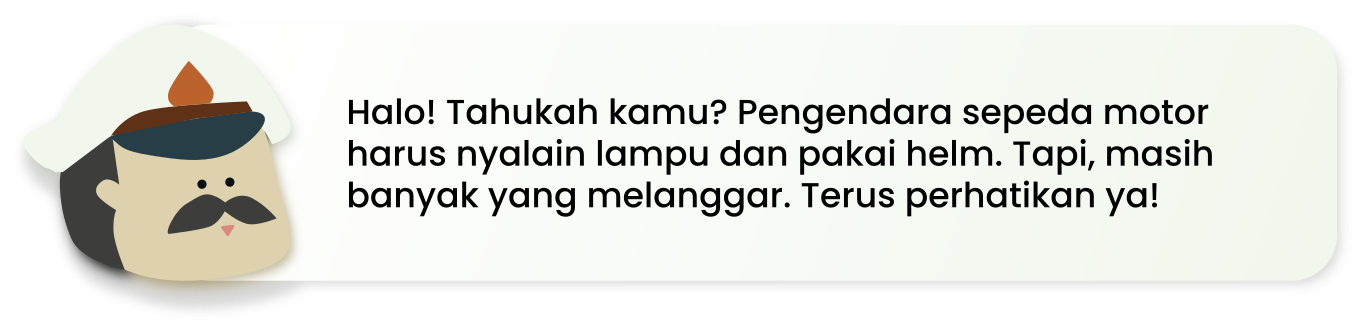 Halo! Tahukah kamu? Pengendara sepeda motor
harus nyalain lampu dan pakai helm. Tapi, masih
banyak yang melanggar. Terus perhatikan ya!